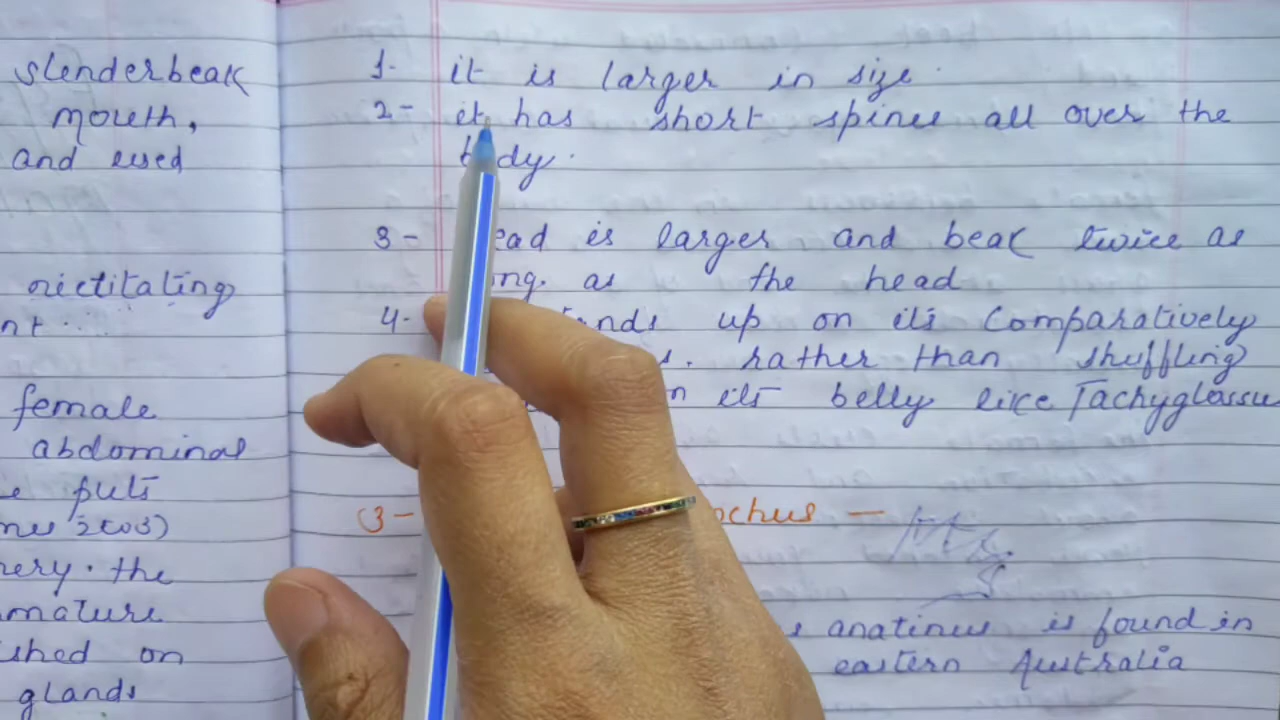 slenderbeak
mouth,
and used
nictitating
nt
female
abdominal
e puts
ery. the
mature
shed on
glands
1- it is larger in size.
2- it has short spines all over the
body.
3- ead is larger, and beak twice as
ong. as the head
4- ands up on its comparatively
s. rather than shuffling
n its belly like Tachyglossu
(3- ochus -
s anatinus is found in
eastern Australia